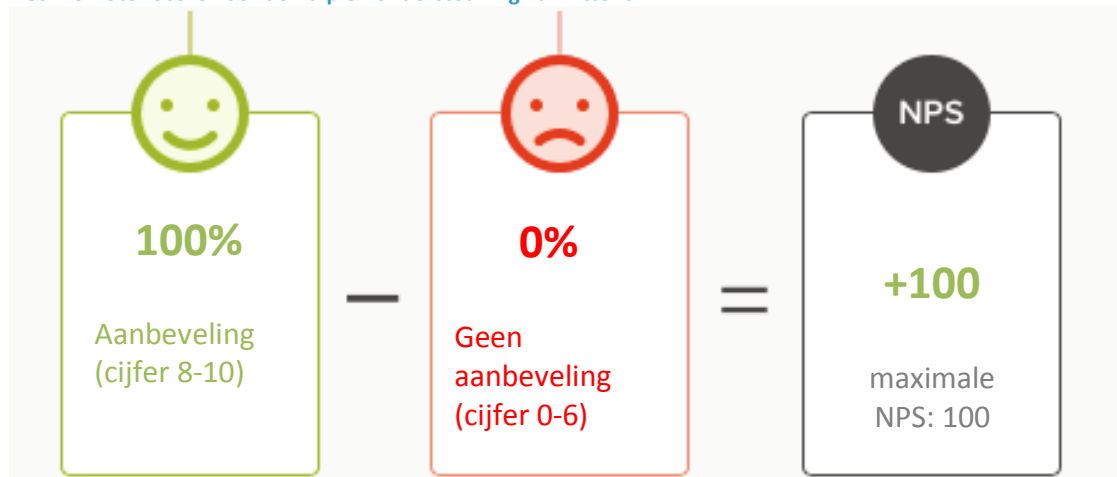 NPS
100%
0%
+100
Aanbeveling
(cijfer 8-10)
Geen
aanbeveling
(cijfer 0-6)
maximale
NPS: 100